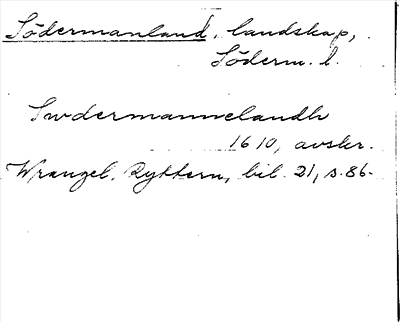 Södermanland, landskap,
Söderm. l.
Swdermannelandh
1610, avskr.
Wrangel, Ryttern, bil. 21, s. 86.